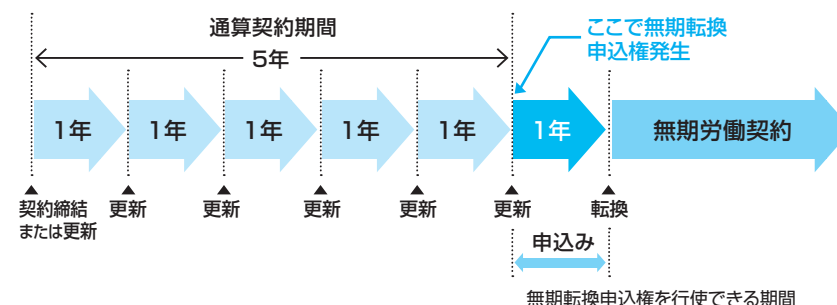 通算契約期間
5年
ここで無期転換
申込権発生
1年 1年 1年 1年 1年 1年 無期労働契約
契約締結 更新 更新 更新 更新 更新 転換
または更新
申込み
無期転換申込権を行使できる期間